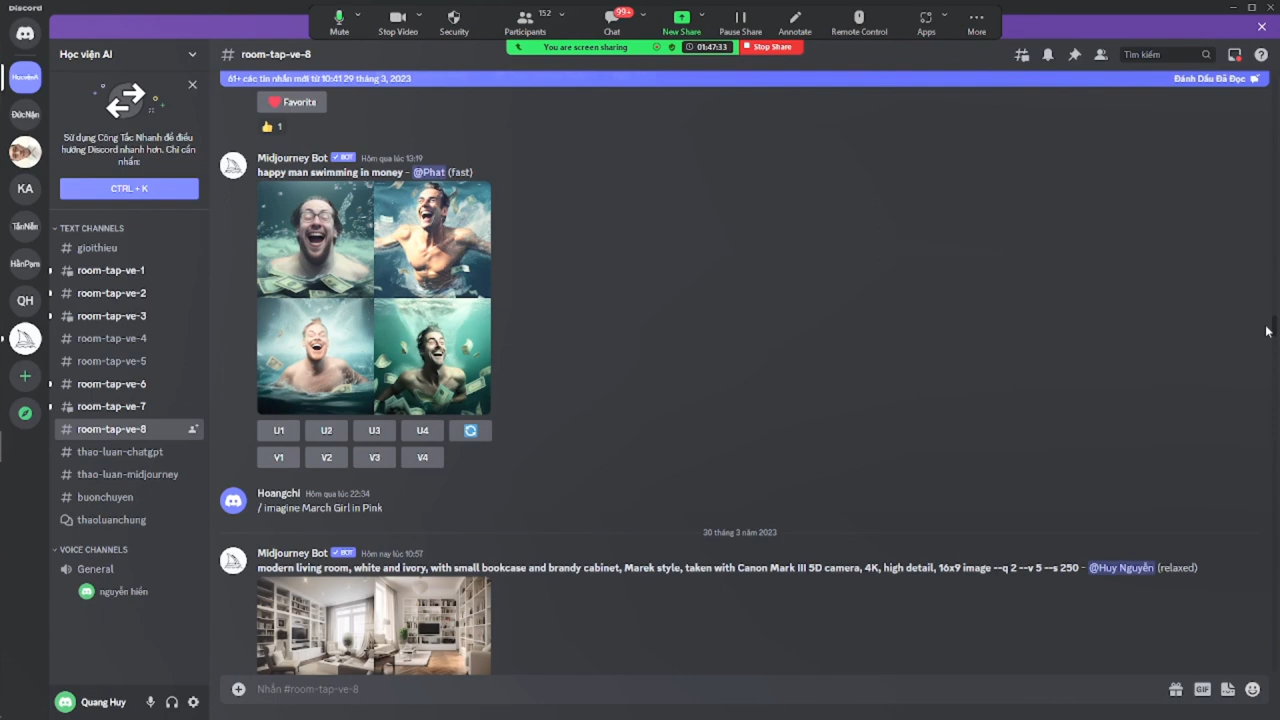 Discord
Mute
Stop Video
Security
Participants
152
Chat
99+
New Share
Pause Share
Annotate
Remote Control
Apps
More
You are screen sharing
01:47:33
Stop Share
Học viện AI
room-tap-ve-8
Tìm kiếm
61+ các tin nhắn mới từ 10:41 29 tháng 3, 2023
Đánh Dấu Đã Đọc
Sử dụng Công Tắc Nhanh để điều
hướng Discord nhanh hơn. Chỉ cần
nhấn:
CTRL + K
KA
QH
TEXT CHANNELS
gioithieu
room-tap-ve-1
room-tap-ve-2
room-tap-ve-3
room-tap-ve-4
room-tap-ve-5
room-tap-ve-6
room-tap-ve-7
room-tap-ve-8
thao-luan-chatgpt
thao-luan-midjourney
buonchuyen
thaoluanchung
VOICE CHANNELS
General
nguyễn hiến
Quang Huy
Favorite
1
Midjourney Bot BOT Hôm qua lúc 13:19
happy man swimming in money - @Phat (fast)
U1 U2 U3 U4
V1 V2 V3 V4
Hoangchi Hôm qua lúc 22:34
/ imagine March Girl in Pink
30 tháng 3 năm 2023
Midjourney Bot BOT Hôm nay lúc 10:57
modern living room, white and ivory, with small bookcase and brandy cabinet, Marek style, taken with Canon Mark III 5D camera, 4K, high detail, 16x9 image --q 2 --v 5 --s 250 - @Huy Nguyễn (relaxed)
Nhắn #room-tap-ve-8
GIF